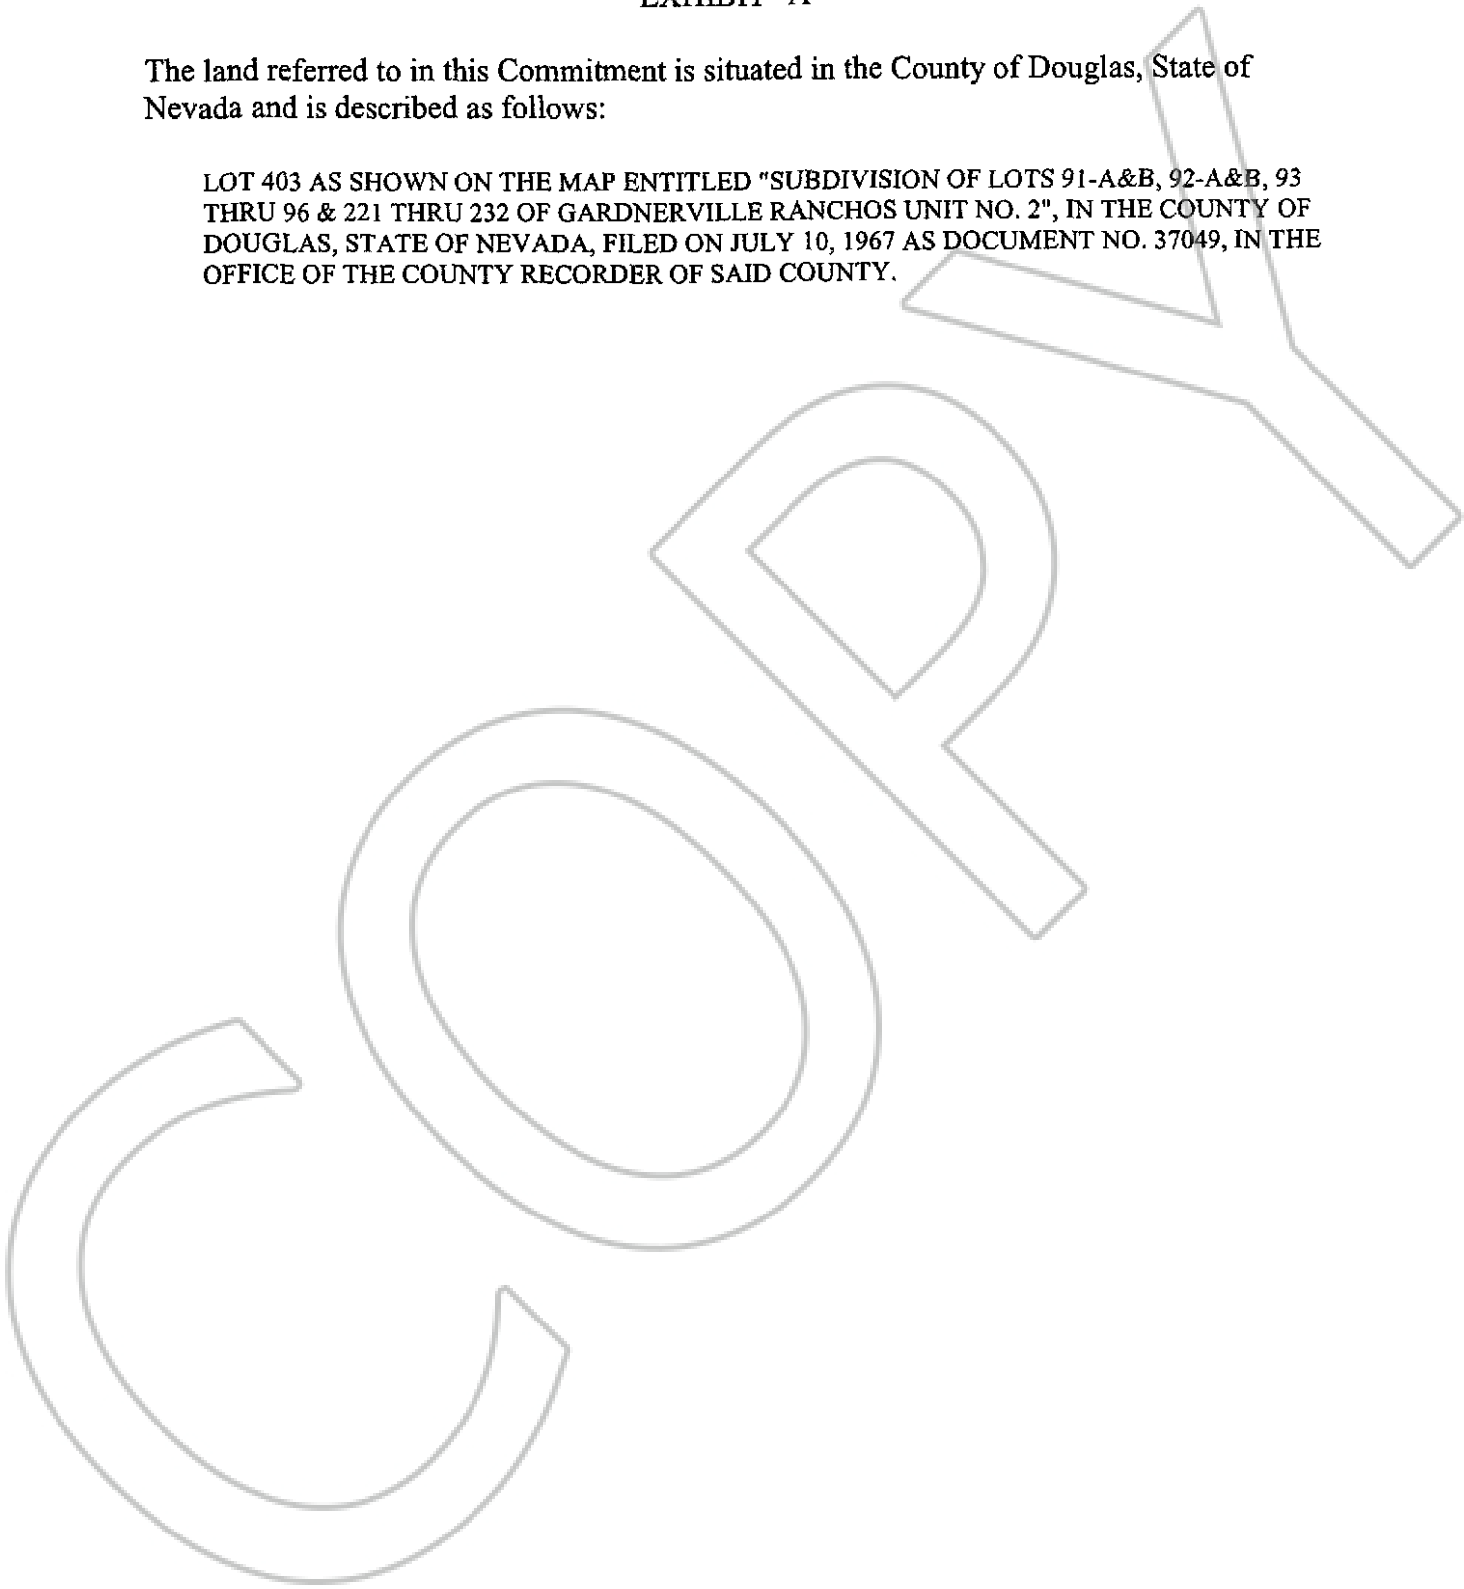 EXHIBIT "A"
The land referred to in this Commitment is situated in the County of Douglas, State of
Nevada and is described as follows:
LOT 403 AS SHOWN ON THE MAP ENTITLED "SUBDIVISION OF LOTS 91-A&B, 92-A&B, 93
THRU 96 & 221 THRU 232 OF GARDNERVILLE RANCHOS UNIT NO. 2", IN THE COUNTY OF
DOUGLAS, STATE OF NEVADA, FILED ON JULY 10, 1967 AS DOCUMENT NO. 37049, IN THE
OFFICE OF THE COUNTY RECORDER OF SAID COUNTY.
COPY